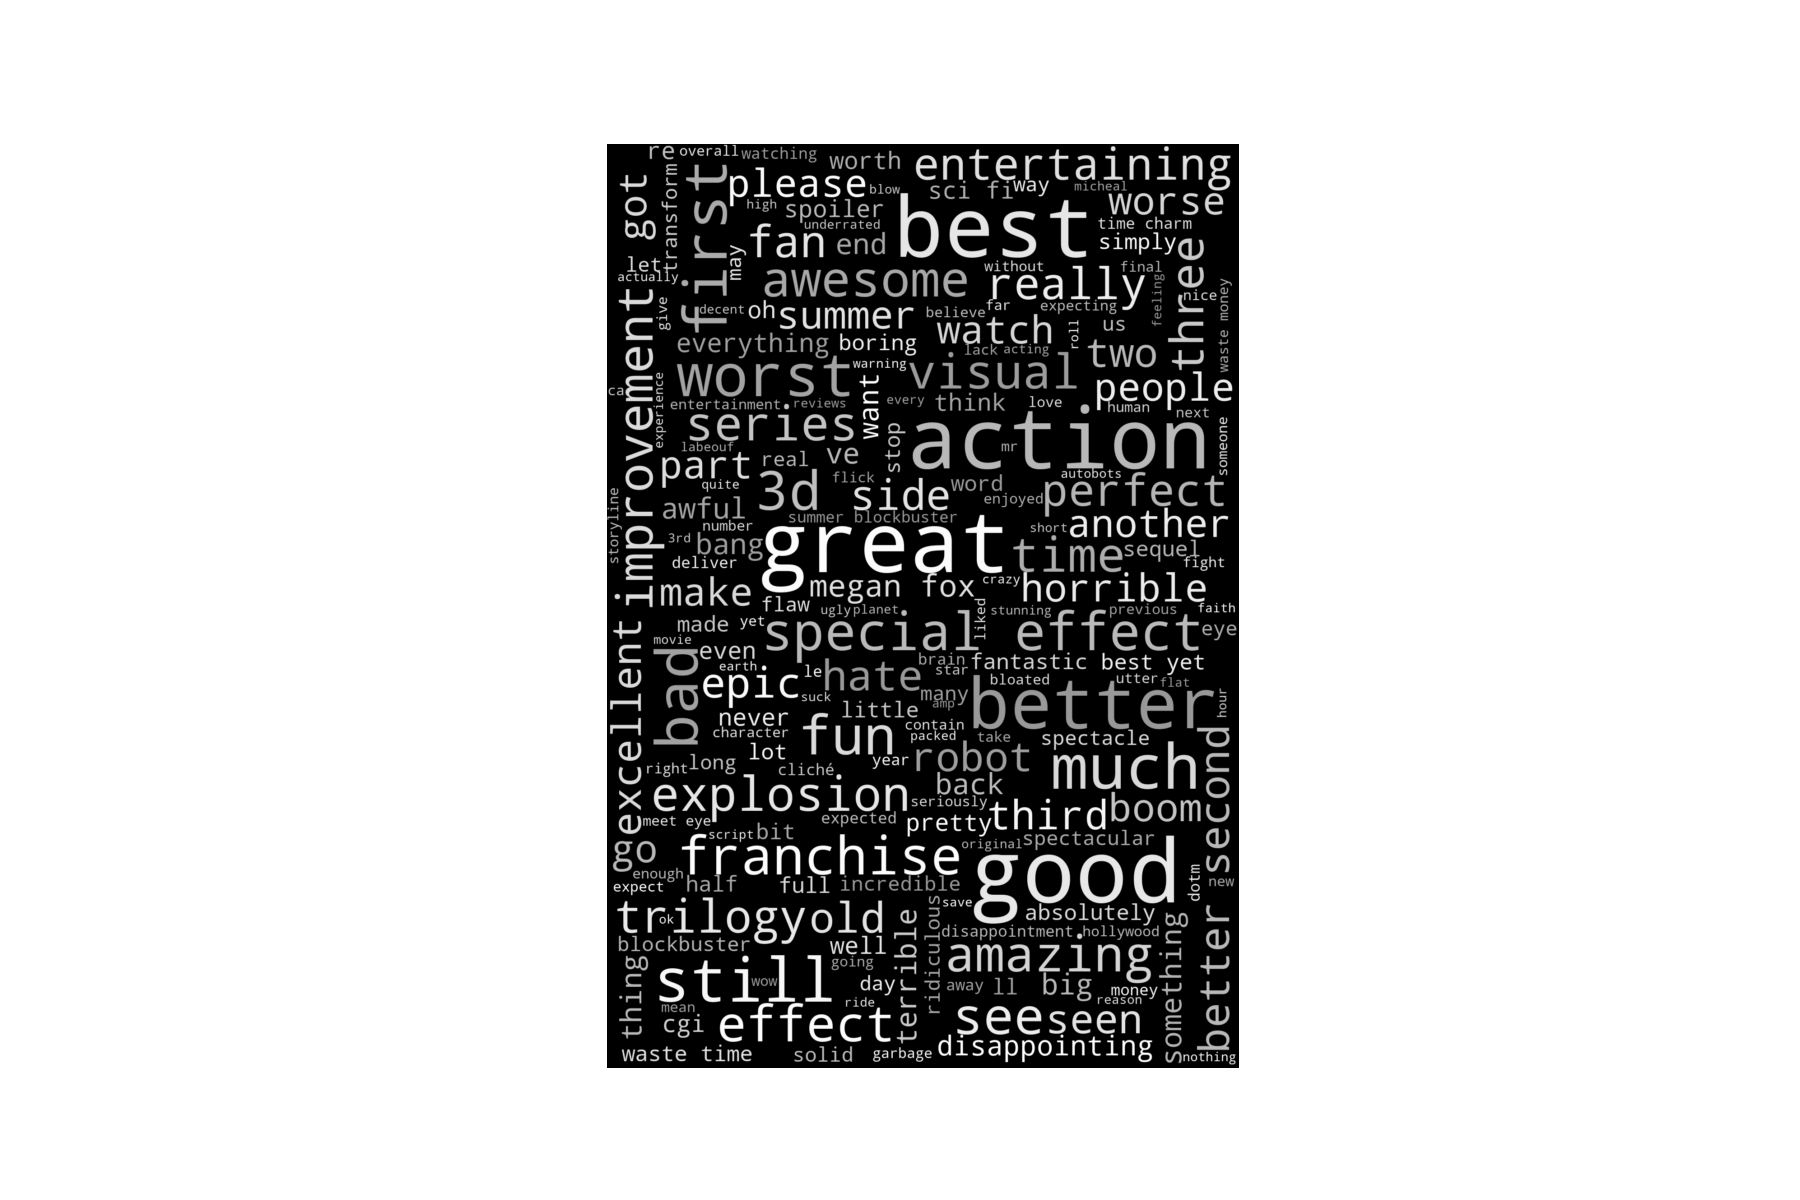 re overall watching worth entertaining
got transform first please blow sci fi way micheal worse
high spoiler underrated best time charm
fan end simply three
let may awesome without really final
actually feeling nice waste money
improvement give decent oh summer believe far expecting
everything boring watch roll us
lack acting two
worst warning visual people
ca experience entertainment reviews want every think love human next
series stop action mr someone
labeouf
part real ve
quite 3d flick side word autobots perfect
storyline awful enjoyed
number summer blockbuster great short another
3rd bang time sequel
deliver fight
make megan fox crazy horrible
flaw ugly planet liked stunning previous faith
excellent made yet special effect eye
movie bad even brain fantastic best yet
earth le hate star
epic suck many bloated utter flat
never little amp better hour
character contain
lot fun packed take spectacle
right long cliché year robot much second
explosion back
seriously third boom
meet eye expected pretty
script bit original spectacular
go franchise good
enough
expect half full incredible dotm new
trilogy ok old terrible ridiculous save absolutely something better
blockbuster well disappointment hollywood
thing still wow going amazing
day away ll big money
mean ride reason
cgi effect see seen
waste time solid garbage disappointing nothing